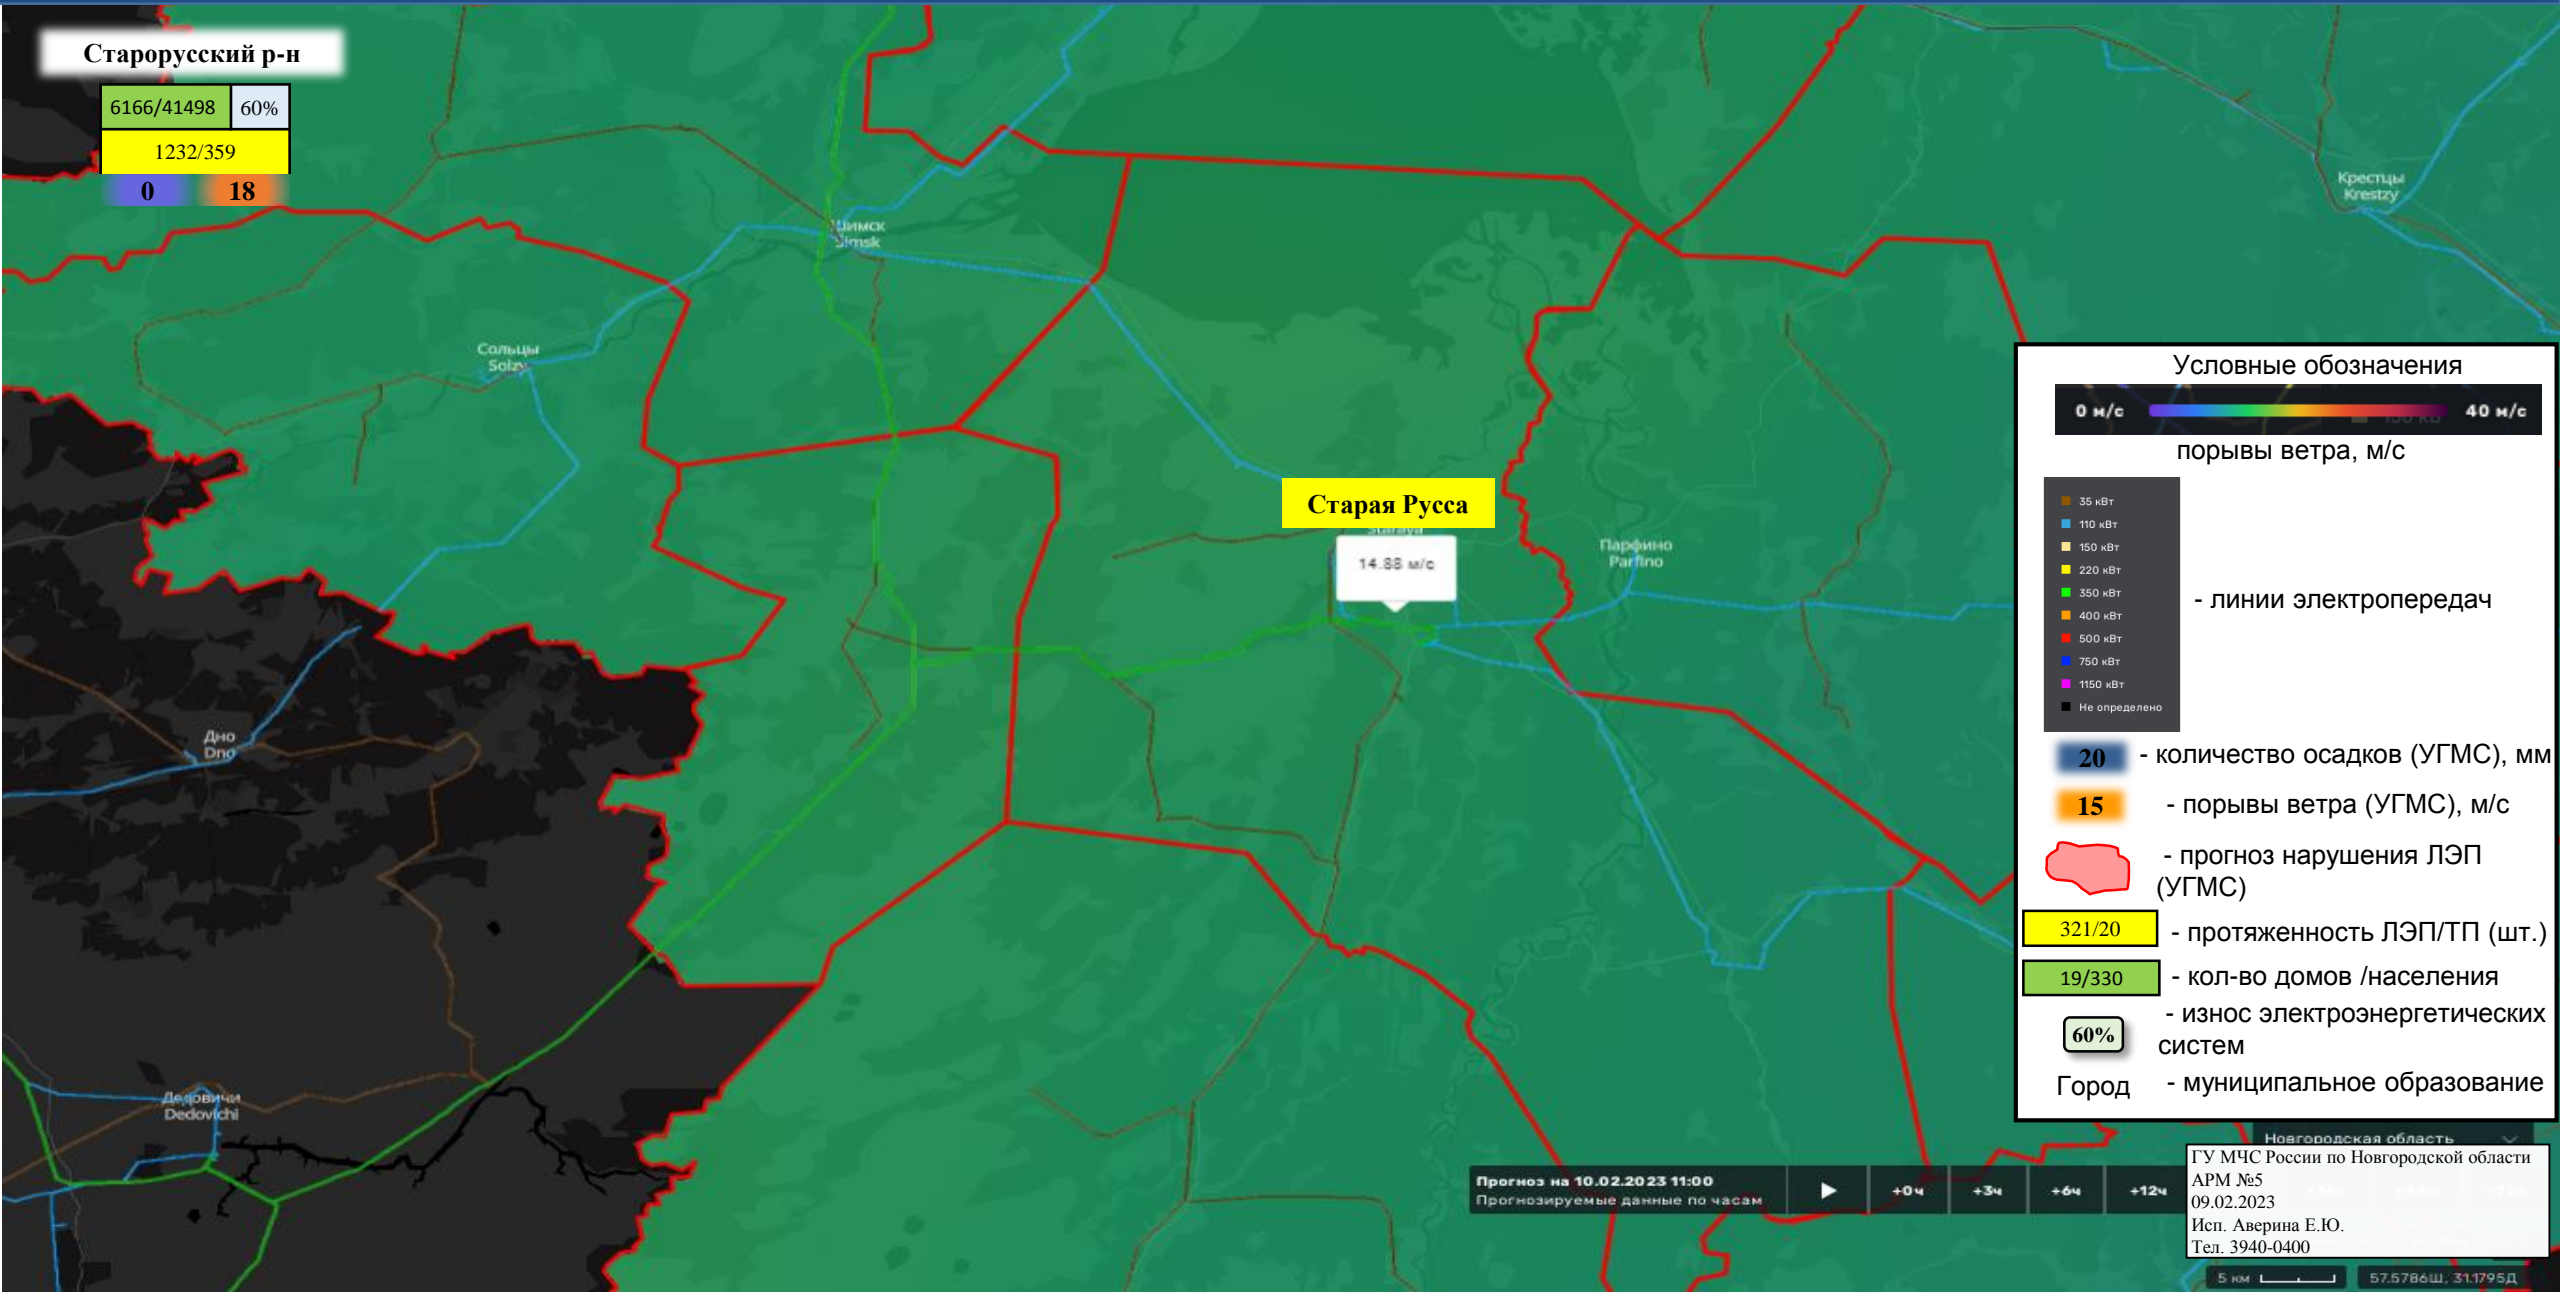 Старорусский р-н
6166/41498 60%
1232/359
0 18
Шимск
Simsk
Крестцы
Krestzy
Сольцы
Solzy
Старая Русса
14.88 м/с
Парфино
Parfino
Дно
Dno
Дедовичи
Dedovichi
Условные обозначения
0 м/с 40 м/с
порывы ветра, м/с
35 кВт
110 кВт
150 кВт
220 кВт
350 кВт
400 кВт
500 кВт
750 кВт
1150 кВт
Не определено
- линии электропередач
20 - количество осадков (УГМС), мм
15 - порывы ветра (УГМС), м/с
- прогноз нарушения ЛЭП
(УГМС)
321/20 - протяженность ЛЭП/ТП (шт.)
19/330 - кол-во домов /населения
60% - износ электроэнергетических
систем
Город - муниципальное образование
Новгородская область
Прогноз на 10.02.2023 11:00
Прогнозируемые данные по часам
+0ч +3ч +6ч +12ч
ГУ МЧС России по Новгородской области
АРМ №5
09.02.2023
Исп. Аверина Е.Ю.
Тел. 3940-0400
5 км
57.5786Ш, 31.1795Д